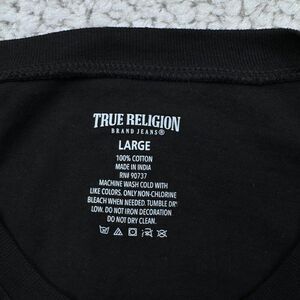 TRUE RELIGION
BRAND JEANS®
LARGE
100% COTTON
MADE IN INDIA
RN# 90737
MACHINE WASH COLD WITH
LIKE COLORS. ONLY NON-CHLORINE
BLEACH WHEN NEEDED. TUMBLE DRY
LOW. DO NOT IRON DECORATION
DO NOT DRY CLEAN.